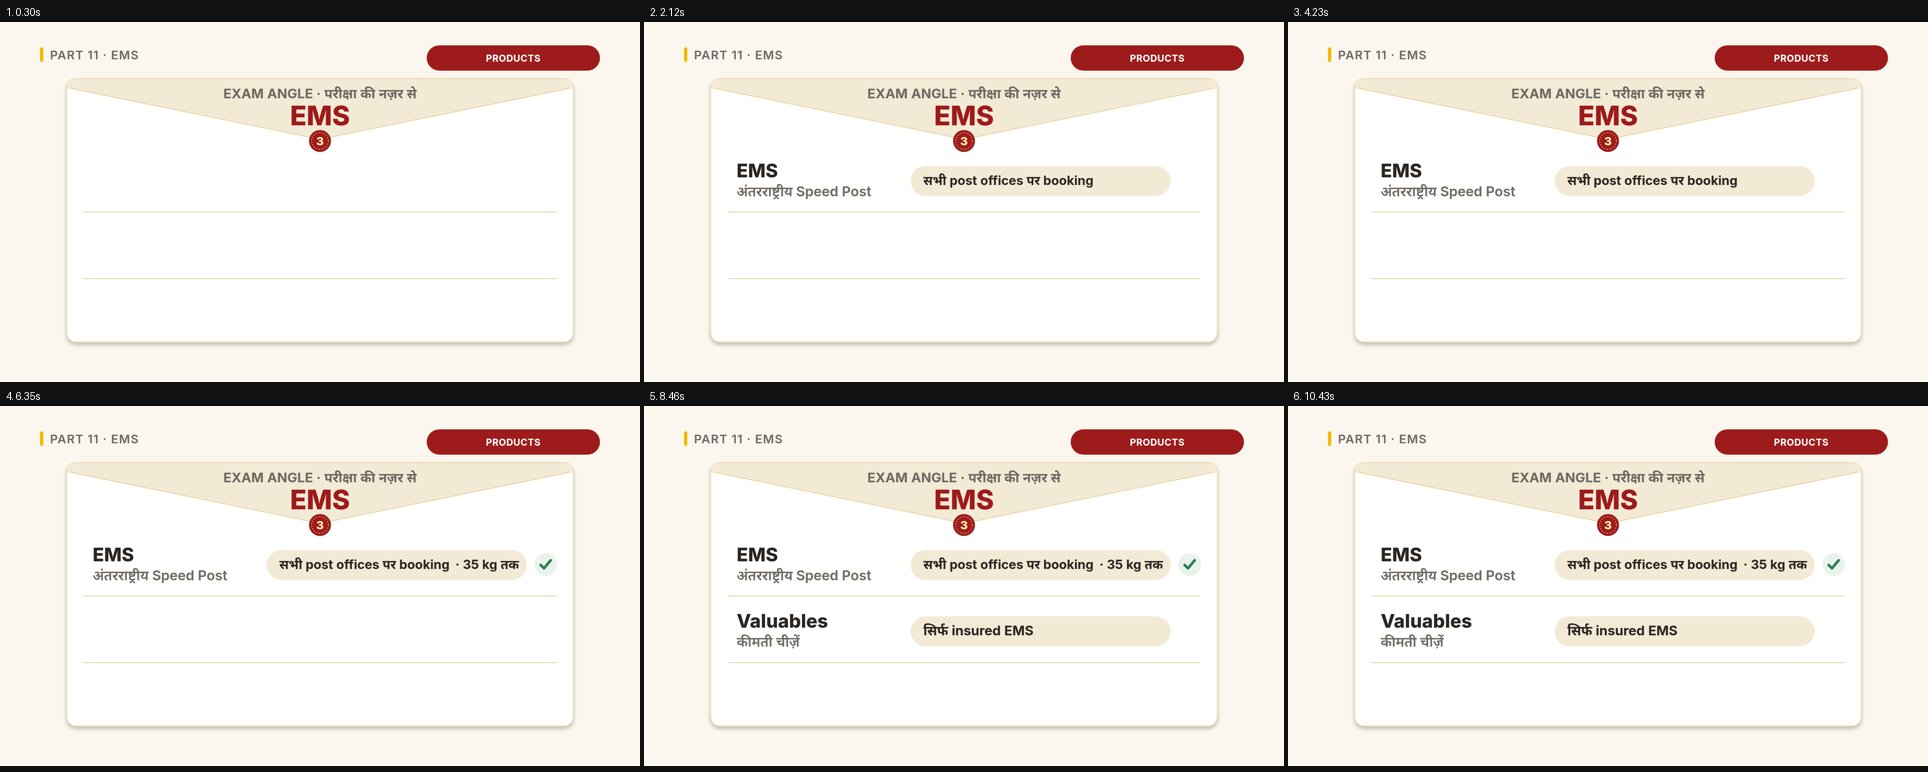 1. 0.30s
PART 11 · EMS
PRODUCTS
EXAM ANGLE · परीक्षा की नज़र से
EMS
3
2. 2.12s
PART 11 · EMS
PRODUCTS
EXAM ANGLE · परीक्षा की नज़र से
EMS
3
EMS
अंतरराष्ट्रीय Speed Post
सभी post offices पर booking
3. 4.23s
PART 11 · EMS
PRODUCTS
EXAM ANGLE · परीक्षा की नज़र से
EMS
3
EMS
अंतरराष्ट्रीय Speed Post
सभी post offices पर booking
4. 6.35s
PART 11 · EMS
PRODUCTS
EXAM ANGLE · परीक्षा की नज़र से
EMS
3
EMS
अंतरराष्ट्रीय Speed Post
सभी post offices पर booking · 35 kg तक
5. 8.46s
PART 11 · EMS
PRODUCTS
EXAM ANGLE · परीक्षा की नज़र से
EMS
3
EMS
अंतरराष्ट्रीय Speed Post
सभी post offices पर booking · 35 kg तक
Valuables
कीमती चीज़ें
सिर्फ insured EMS
6. 10.43s
PART 11 · EMS
PRODUCTS
EXAM ANGLE · परीक्षा की नज़र से
EMS
3
EMS
अंतरराष्ट्रीय Speed Post
सभी post offices पर booking · 35 kg तक
Valuables
कीमती चीज़ें
सिर्फ insured EMS